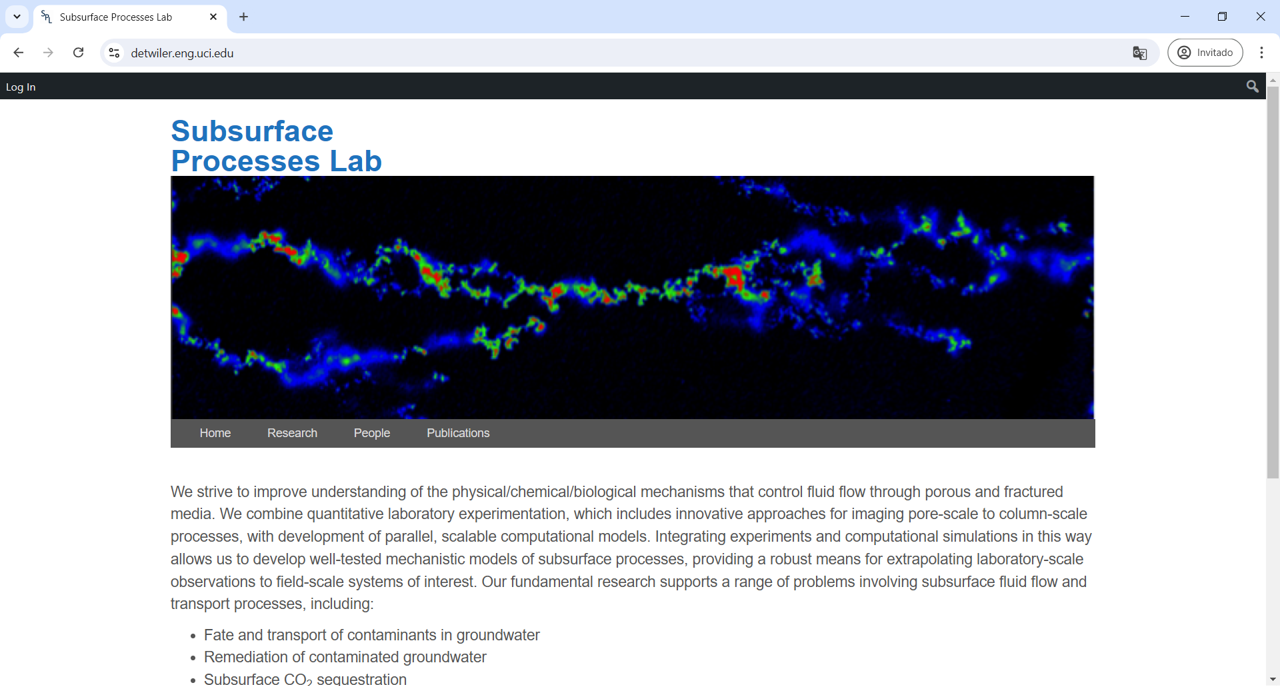 Subsurface Processes Lab
detwiler.eng.uci.edu
Invitado
Log In
Subsurface
Processes Lab
Home Research People Publications
We strive to improve understanding of the physical/chemical/biological mechanisms that control fluid flow through porous and fractured
media. We combine quantitative laboratory experimentation, which includes innovative approaches for imaging pore-scale to column-scale
processes, with development of parallel, scalable computational models. Integrating experiments and computational simulations in this way
allows us to develop well-tested mechanistic models of subsurface processes, providing a robust means for extrapolating laboratory-scale
observations to field-scale systems of interest. Our fundamental research supports a range of problems involving subsurface fluid flow and
transport processes, including:
• Fate and transport of contaminants in groundwater
• Remediation of contaminated groundwater
• Subsurface CO₂ sequestration